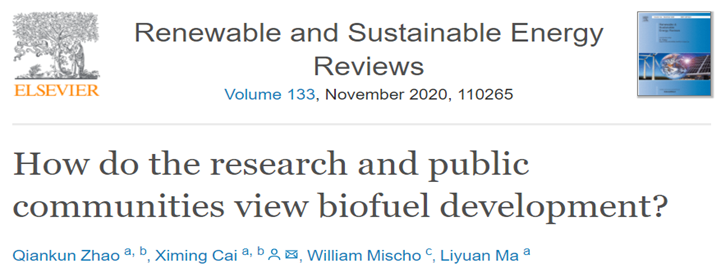 Renewable and Sustainable Energy
Reviews
Volume 133, November 2020, 110265
ELSEVIER
How do the research and public
communities view biofuel development?
Qiankun Zhao a, b, Ximing Cai a, b, William Mischo c, Liyuan Ma a